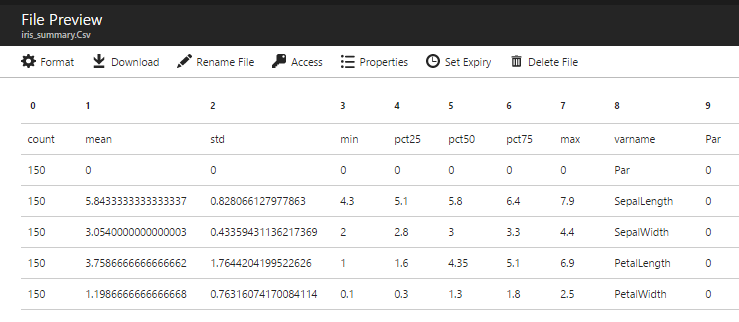 File Preview
iris_summary.Csv
Format Download Rename File Access Properties Set Expiry Delete File
0 1 2 3 4 5 6 7 8 9
count mean std min pct25 pct50 pct75 max varname Par
150 0 0 0 0 0 0 0 Par 0
150 5.8433333333333337 0.828066127977863 4.3 5.1 5.8 6.4 7.9 SepalLength 0
150 3.0540000000000003 0.43359431136217369 2 2.8 3 3.3 4.4 SepalWidth 0
150 3.7586666666666662 1.7644204199522626 1 1.6 4.35 5.1 6.9 PetalLength 0
150 1.1986666666666668 0.76316074170084114 0.1 0.3 1.3 1.8 2.5 PetalWidth 0